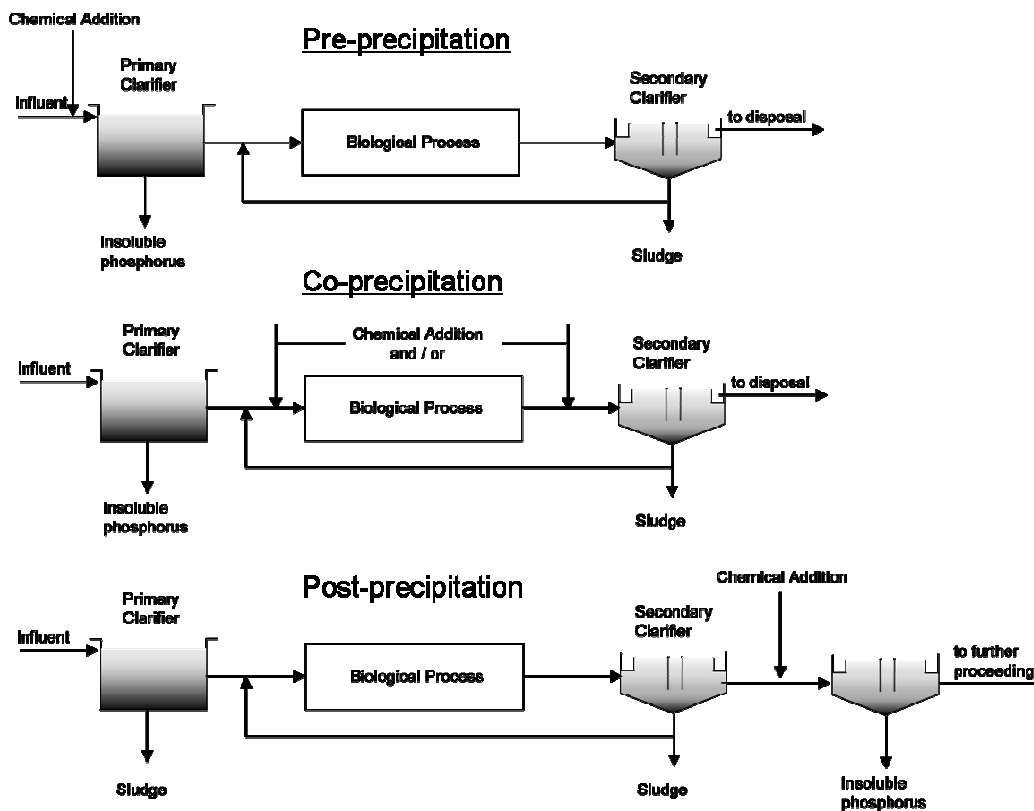 Chemical Addition
Pre-precipitation
Primary
Clarifier
Secondary
Clarifier
Influent
to disposal
Biological Process
Insoluble
phosphorus
Sludge
Co-precipitation
Primary
Clarifier
Chemical Addition
and / or
Secondary
Clarifier
Influent
to disposal
Biological Process
Insoluble
phosphorus
Sludge
Post-precipitation
Chemical Addition
Primary
Clarifier
Secondary
Clarifier
Influent
to further
proceeding
Biological Process
Sludge
Sludge
Insoluble
phosphorus